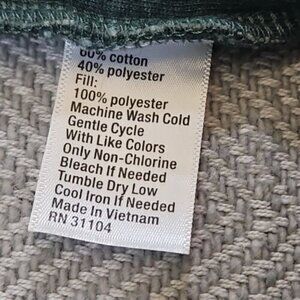 60% cotton
40% polyester
Fill:
100% polyester
Machine Wash Cold
Gentle Cycle
With Like Colors
Only Non-Chlorine
Bleach If Needed
Tumble Dry Low
Cool Iron If Needed
Made In Vietnam
RN 31104